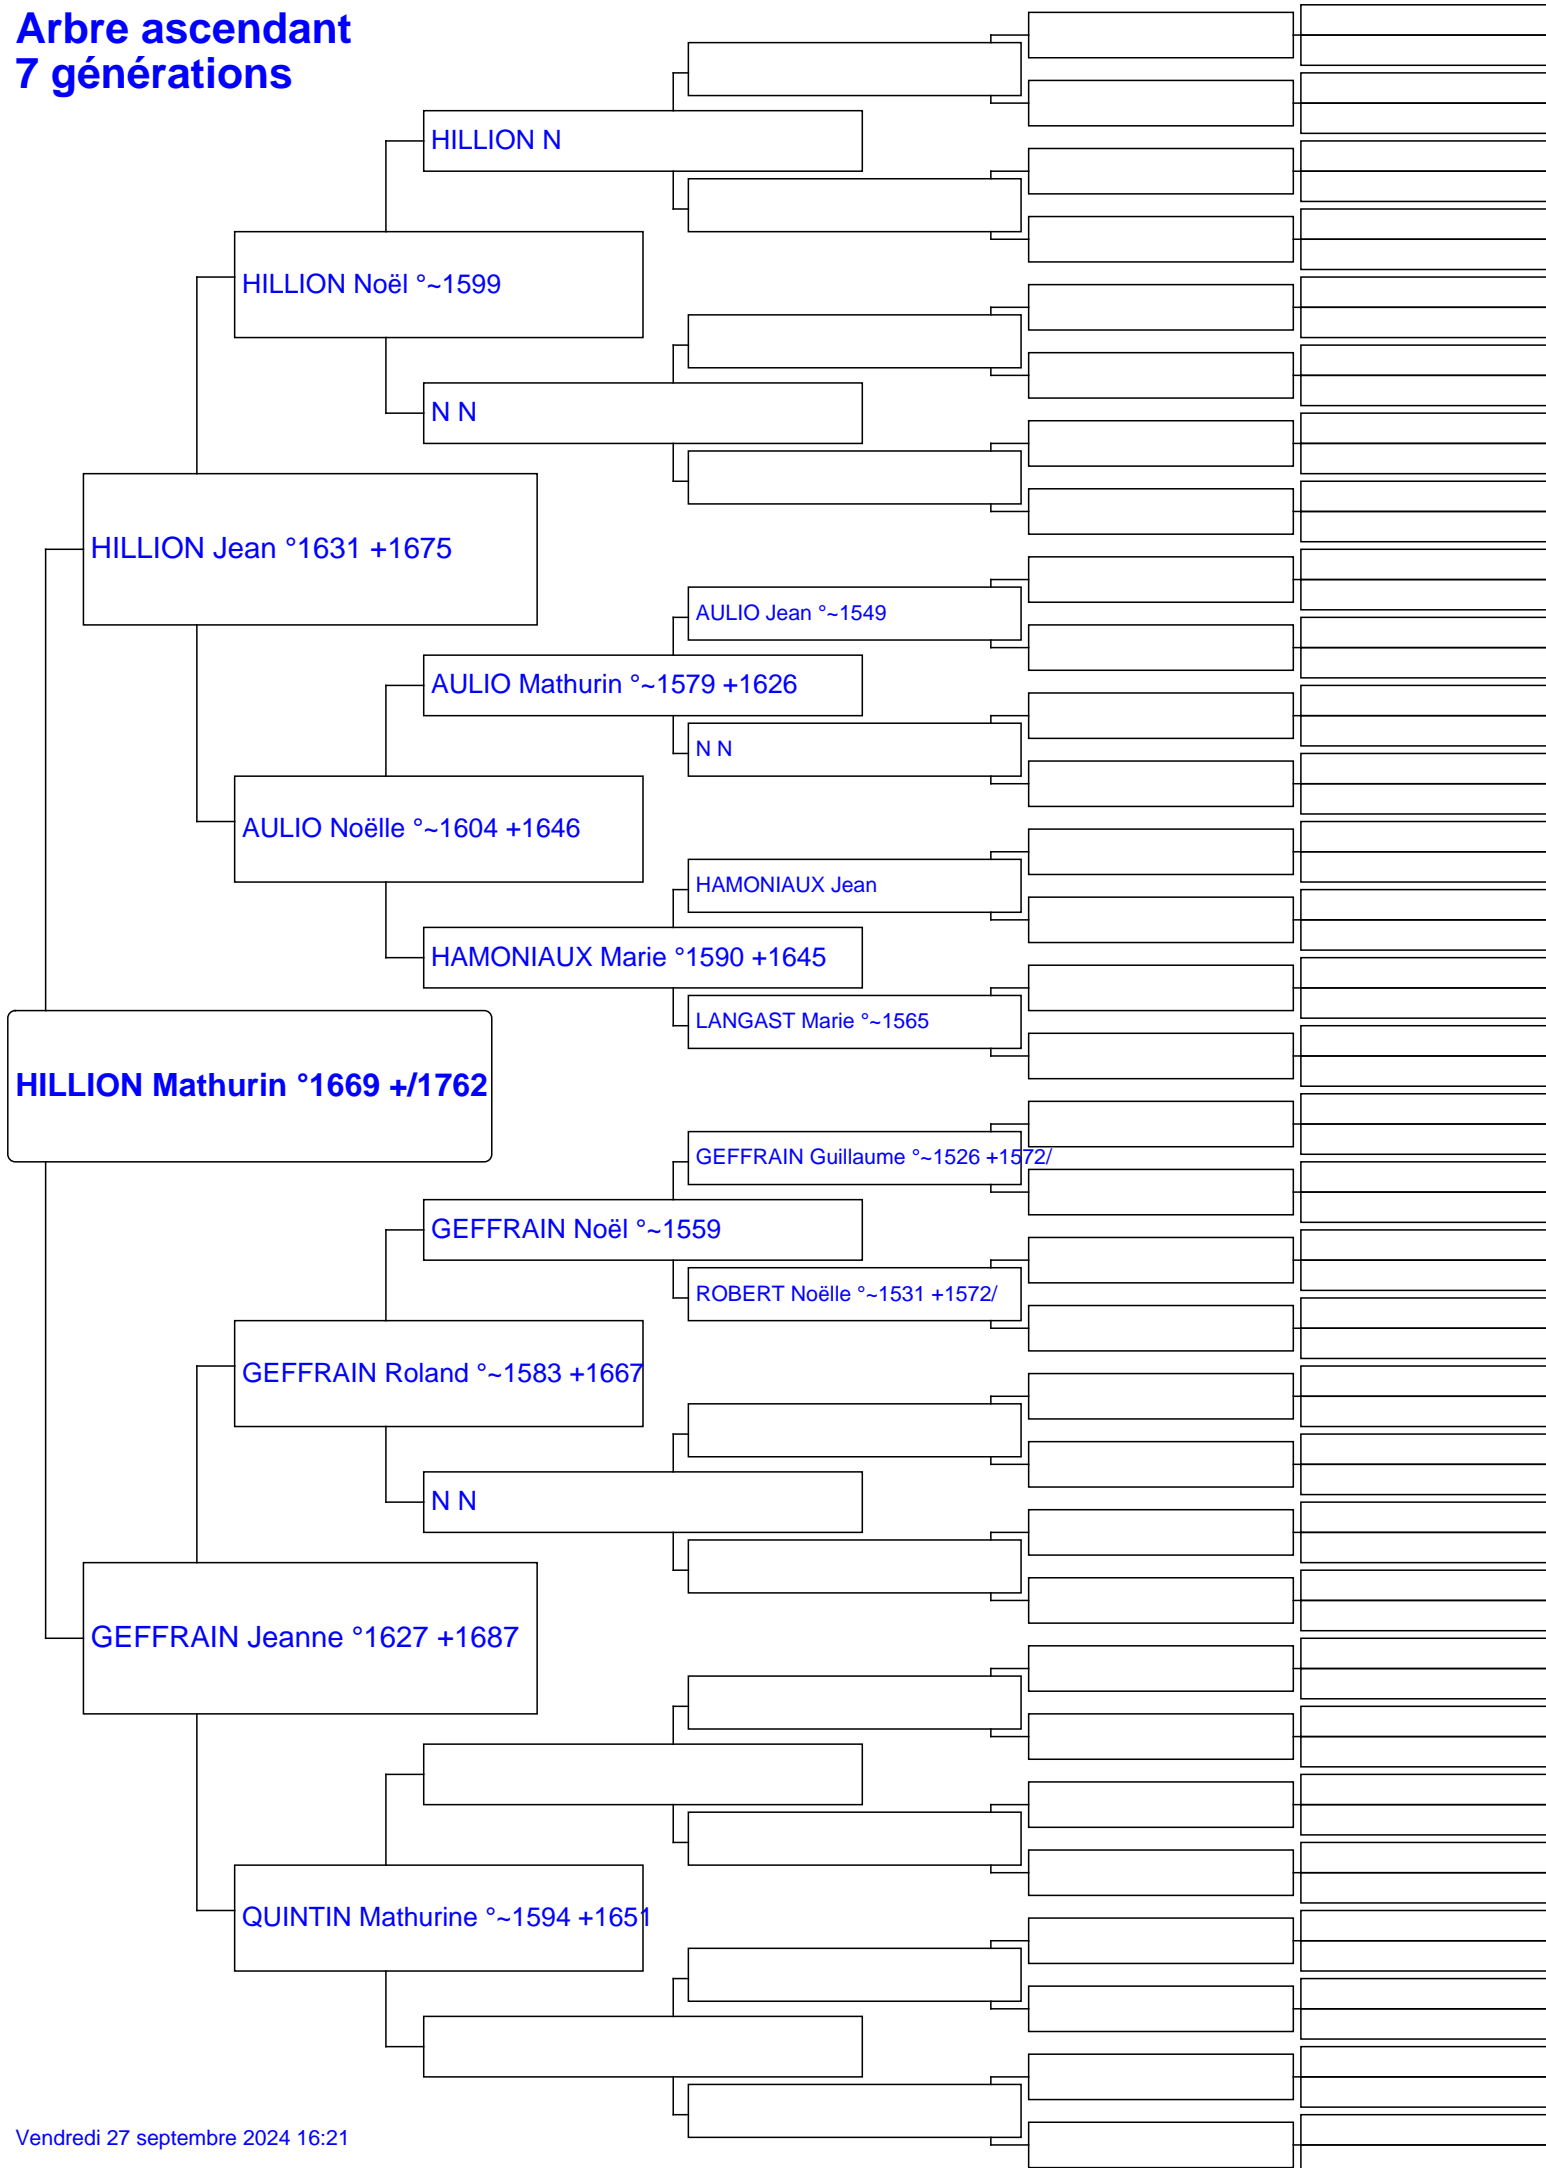 Arbre ascendant
7 générations
HILLION N
HILLION Noël °~1599
N N
HILLION Jean °1631 +1675
AULIO Jean °~1549
AULIO Mathurin °~1579 +1626
N N
AULIO Noëlle °~1604 +1646
HAMONIAUX Jean
HAMONIAUX Marie °1590 +1645
LANGAST Marie °~1565
HILLION Mathurin °1669 +/1762
GEFFRAIN Guillaume °~1526 +1572/
GEFFRAIN Noël °~1559
ROBERT Noëlle °~1531 +1572/
GEFFRAIN Roland °~1583 +1667
N N
GEFFRAIN Jeanne °1627 +1687
QUINTIN Mathurine °~1594 +1651
Vendredi 27 septembre 2024 16:21